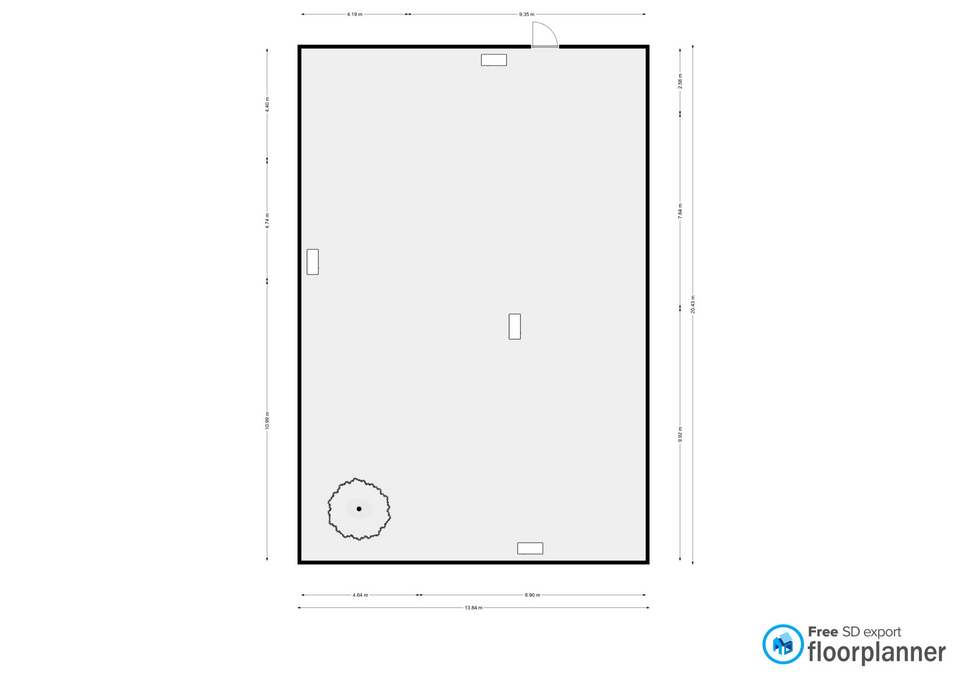 4.19 m
9.35 m
4.40 m
2.58 m
4.74 m
7.64 m
20.43 m
10.99 m
9.92 m
4.64 m
8.90 m
13.84 m
Free SD export
floorplanner